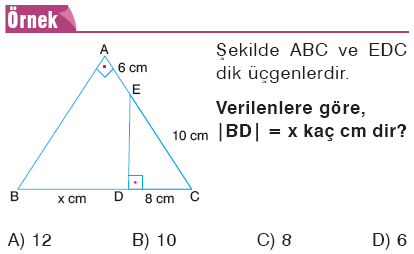 Örnek
A
6 cm
E
10 cm
B
x cm
D
8 cm
C
Şekilde ABC ve EDC
dik üçgenlerdir.
Verilenlere göre,
|BD| = x kaç cm dir?
A) 12 B) 10 C) 8 D) 6